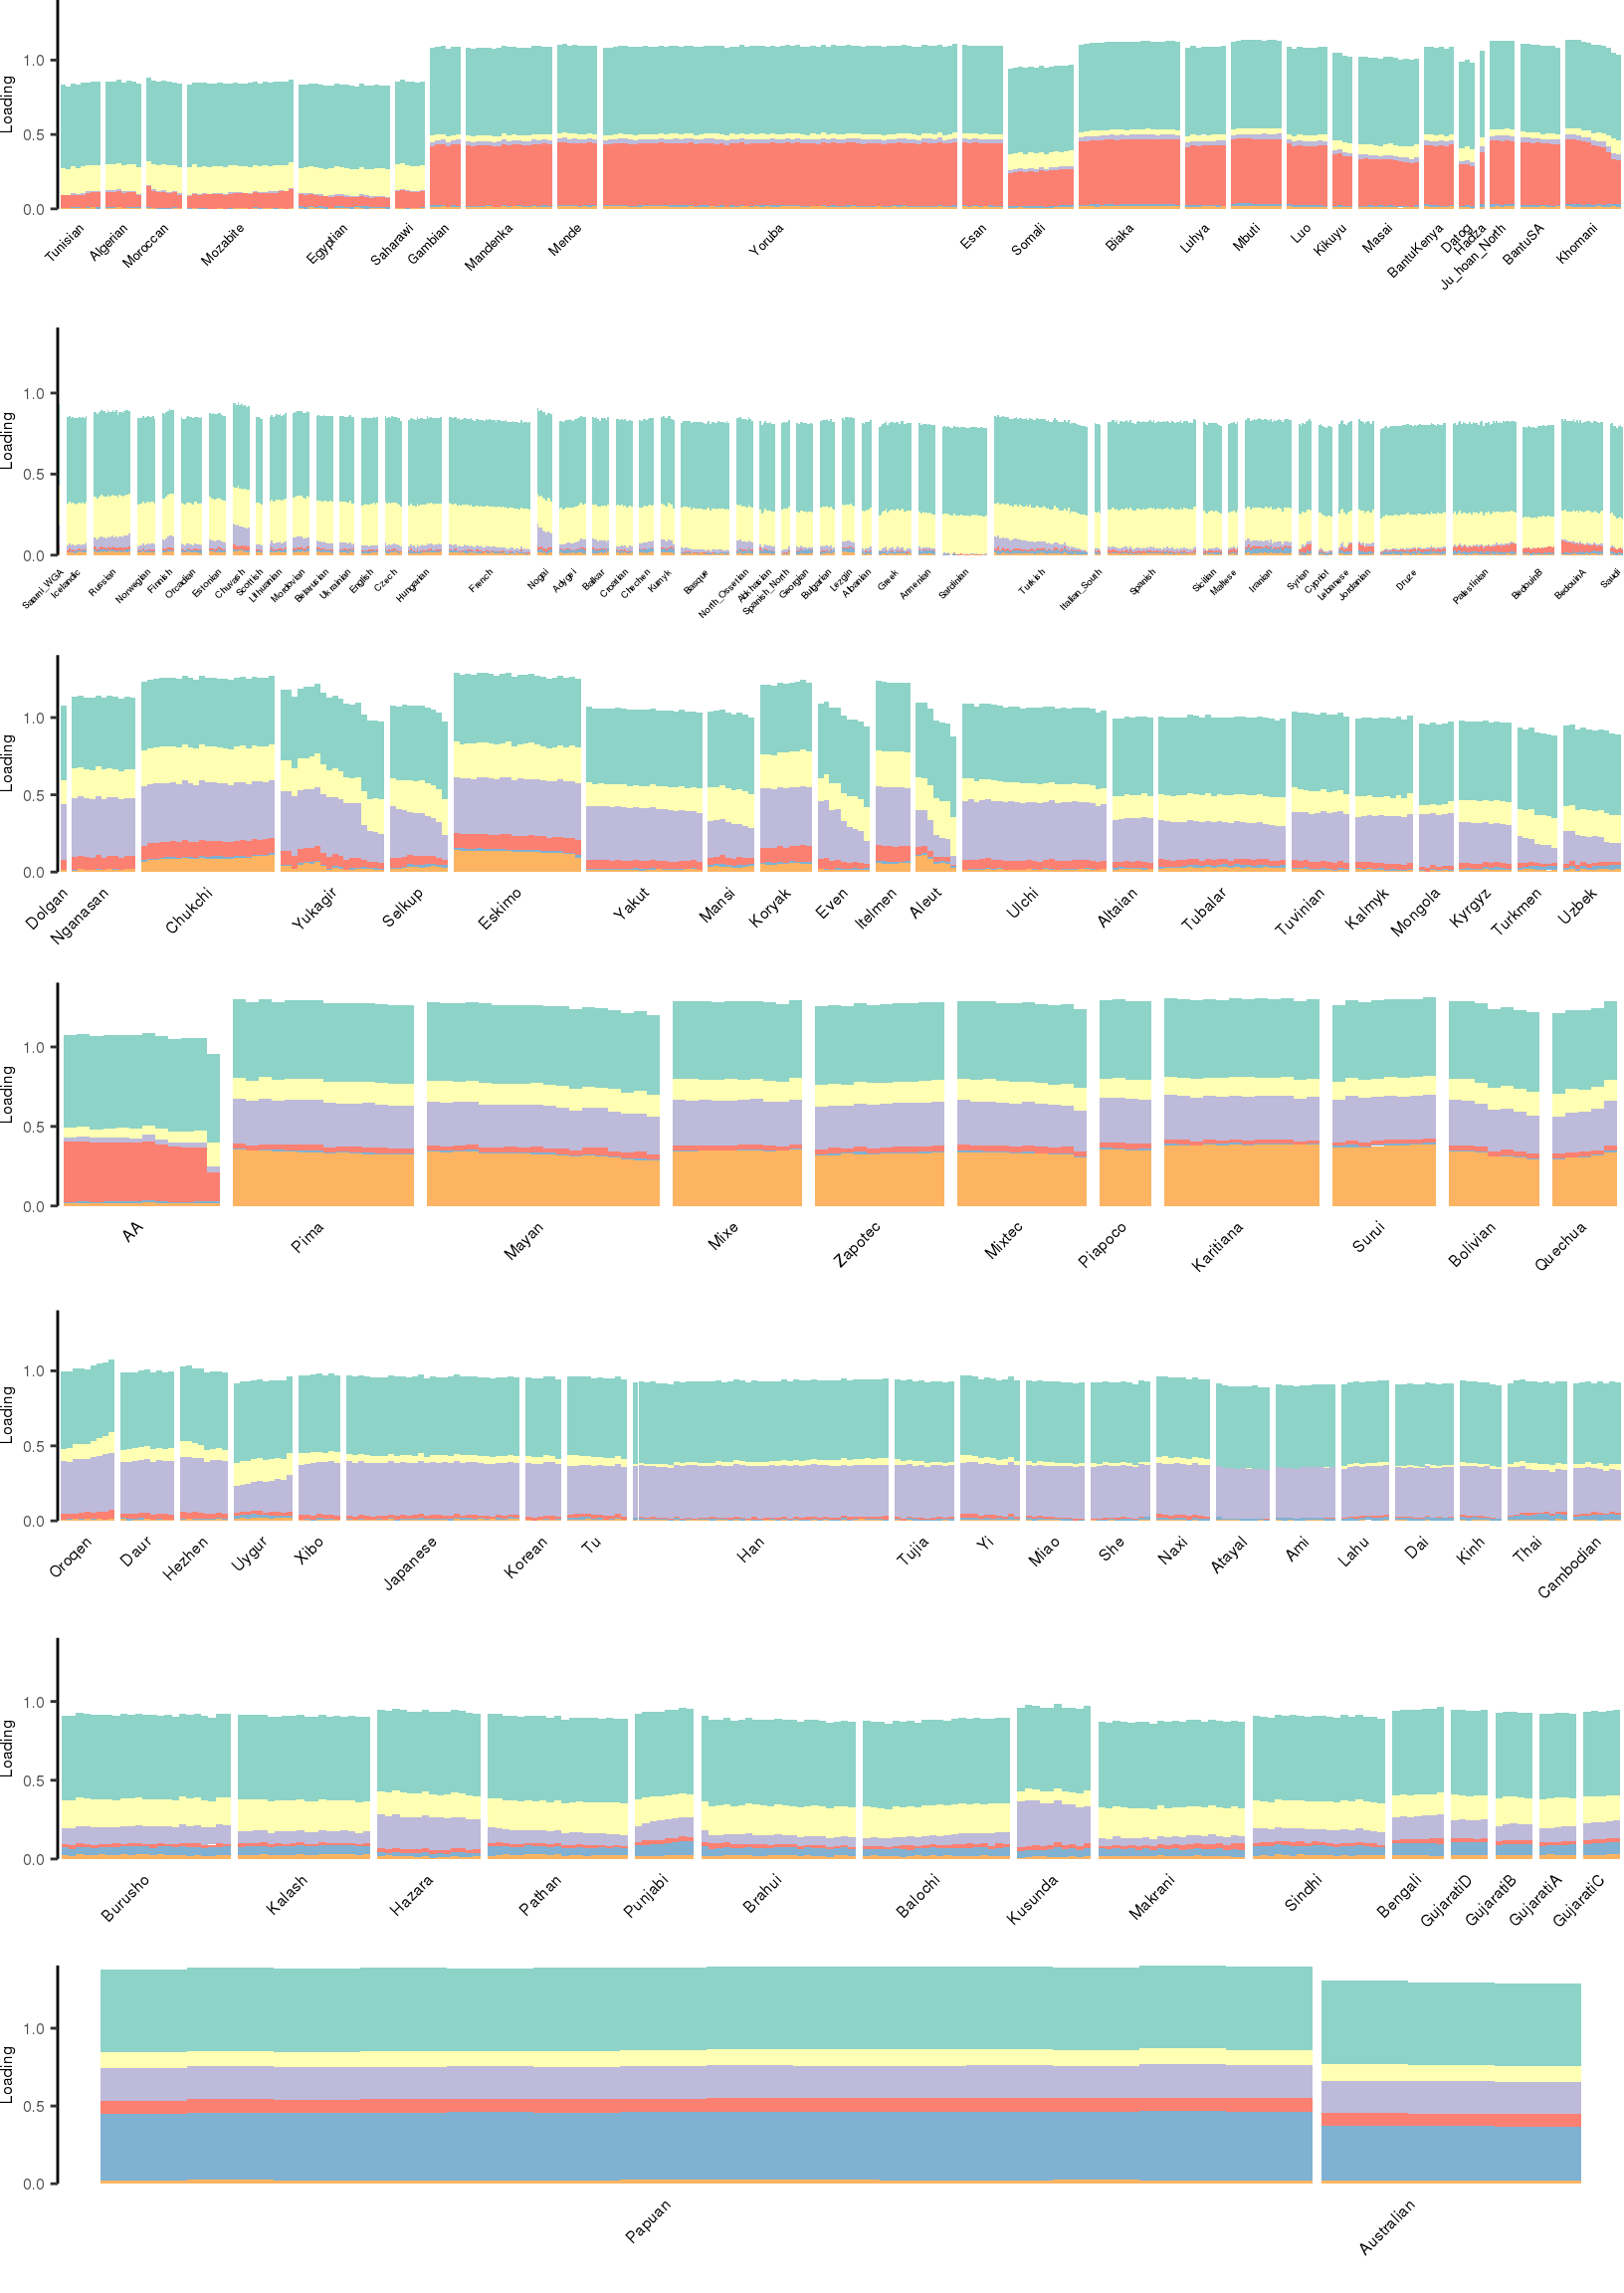 Loading
1.0
0.5
0.0
Tunisian Algerian Moroccan Mozabite Egyptian Saharawi Gambian Mandenka Mende Yoruba Esan Somali Biaka Luhya Mbuti Luo Kikuyu Masai BantuKenya Datog Hadza Ju_hoan_North BantuSA Khomani
Loading
1.0
0.5
0.0
Saami_WGA Icelandic Russian Norwegian Finnish Orcadian Estonian Chuvash Scottish Lithuanian Mordovian Belarusian Ukrainian English Czech Hungarian French Nogai Adygei Balkar Croatian Chechen Kumyk Basque North_Ossetian Abkhasian Spanish_North Georgian Bulgarian Lezgin Albanian Greek Armenian Sardinian Turkish Italian_South Spanish Sicilian Maltese Iranian Syrian Cypriot Lebanese Jordanian Druze Palestinian BedouinB BedouinA Saudi
Loading
1.0
0.5
0.0
Dolgan Nganasan Chukchi Yukagir Selkup Eskimo Yakut Mansi Koryak Even Itelmen Aleut Ulchi Altaian Tubalar Tuvinian Kalmyk Mongola Kyrgyz Turkmen Uzbek
Loading
1.0
0.5
0.0
AA Pima Mayan Mixe Zapotec Mixtec Piapoco Karitiana Surui Bolivian Quechua
Loading
1.0
0.5
0.0
Oroqen Daur Hezhen Uygur Xibo Japanese Korean Tu Han Tujia Yi Miao She Naxi Atayal Ami Lahu Dai Kinh Thai Cambodian
Loading
1.0
0.5
0.0
Burusho Kalash Hazara Pathan Punjabi Brahui Balochi Kusunda Makrani Sindhi Bengali GujaratiD GujaratiB GujaratiA GujaratiC
Loading
1.0
0.5
0.0
Papuan Australian